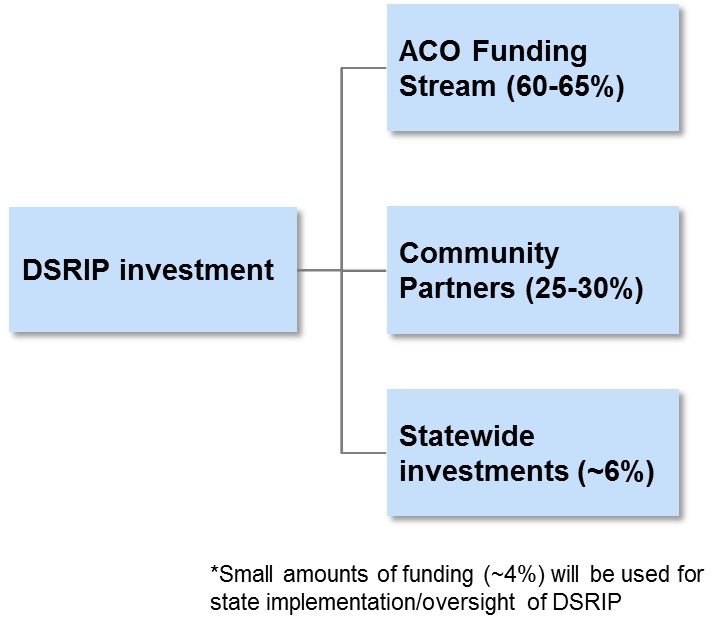 ACO Funding
Stream (60-65%)
DSRIP investment
Community
Partners (25-30%)
Statewide
investments (~6%)
*Small amounts of funding (~4%) will be used for
state implementation/oversight of DSRIP